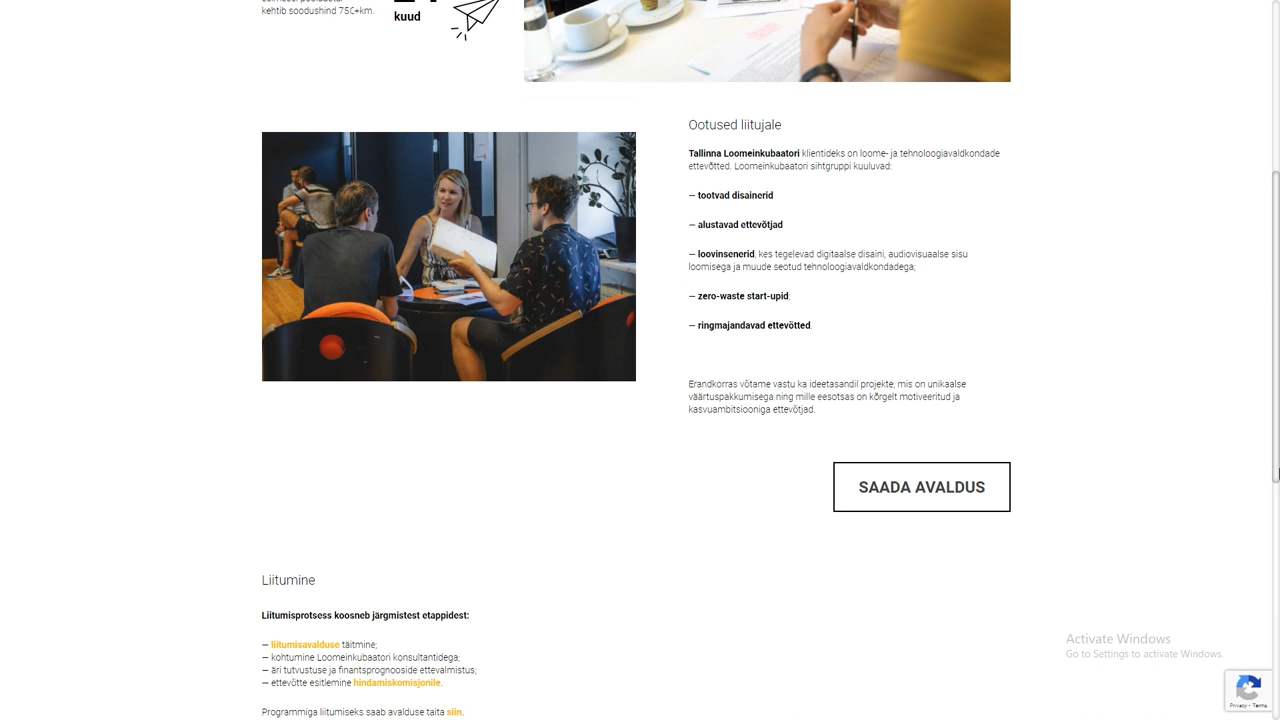 kehtib soodushind 75€+km.
kuud
Ootused liitujale
Tallinna Loomeinkubaatori klientideks on loome- ja tehnoloogiavaldkondade
ettevõtted. Loomeinkubaatori sihtgruppi kuuluvad:
– tootvad disainerid
– alustavad ettevõtjad
– loovinsenerid, kes tegelevad digitaalse disaini, audiovisuaalse sisu
loomisega ja muude seotud tehnoloogiavaldkondadega;
– zero-waste start-upid;
– ringmajandavad ettevõtted.
Erandkorras võtame vastu ka ideetasandil projekte, mis on unikaalse
väärtuspakkumisega ning mille eesotsas on kõrgelt motiveeritud ja
kasvuambitsiooniga ettevõtjad.
SAADA AVALDUS
Liitumine
Liitumisprotsess koosneb järgmistest etappidest:
– liitumisavalduse täitmine;
– kohtumine Loomeinkubaatori konsultantidega;
– äri tutvustuse ja finantsprognooside ettevalmistus;
– ettevõtte esitlemine hindamiskomisjonile.
Programmiga liitumiseks saab avalduse täita siin.
Activate Windows
Go to Settings to activate Windows.
Privacy - Terms